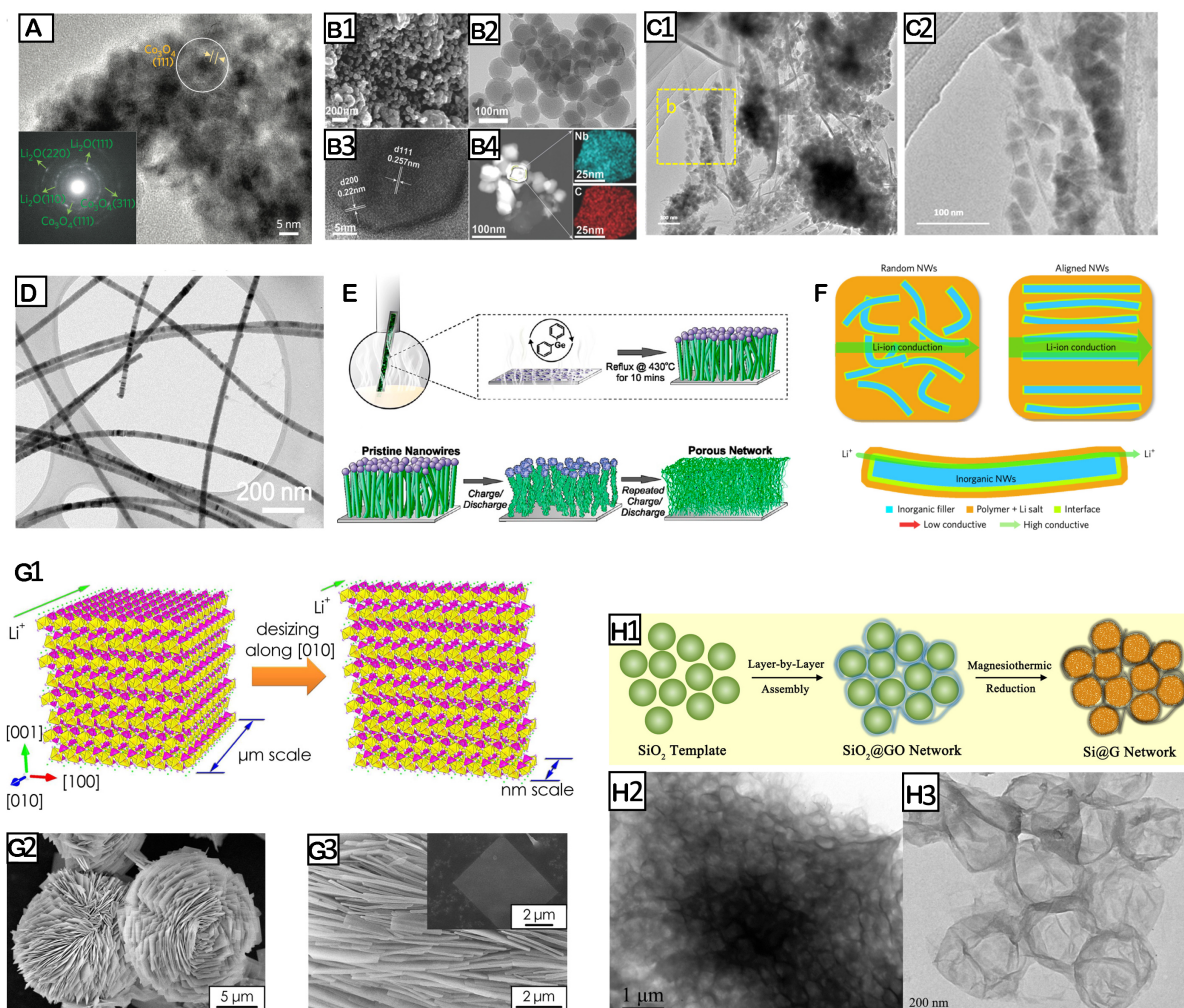 A
Co₃O₄
(111)
Li₂O(220)
Li₂O(111)
Li₂O(110)
(311)
Co₃O₄(111)
5 nm
B1
200nm
B2
100nm
B3
d111
0.257nm
d200
0.22nm
5nm
B4
100nm
Nb
25nm
C
25nm
C1
b
C2
100 nm
D
200 nm
E
Ge
Reflux @ 430°C
for 10 mins
Pristine Nanowires
Charge/
Discharge
Repeated
Charge/
Discharge
Porous Network
F
Random NWs
Aligned NWs
Li-ion conduction
Li-ion conduction
Li⁺
Li⁺
Inorganic NWs
Inorganic filler
Polymer + Li salt
Interface
Low conductive
High conductive
G1
Li⁺
desizing
along [010]
Li⁺
[001]
[100]
[010]
μm scale
nm scale
G2
5 μm
G3
2 μm
2 μm
H1
Layer-by-Layer
Assembly
Magnesiothermic
Reduction
SiO₂ Template
SiO₂@GO Network
Si@G Network
H2
1 μm
H3
200 nm